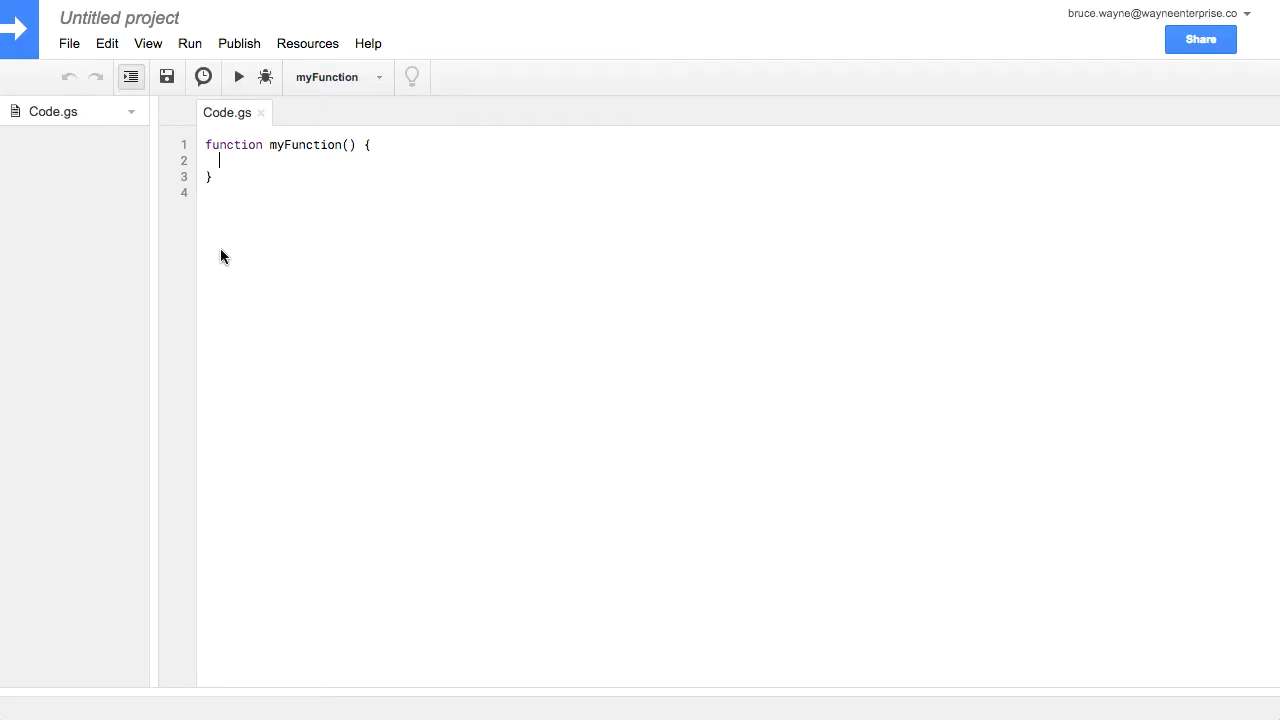 Untitled project
bruce.wayne@wayneenterprise.co
File Edit View Run Publish Resources Help
Share
myFunction
Code.gs
Code.gs
1 function myFunction() {
2
3 }
4